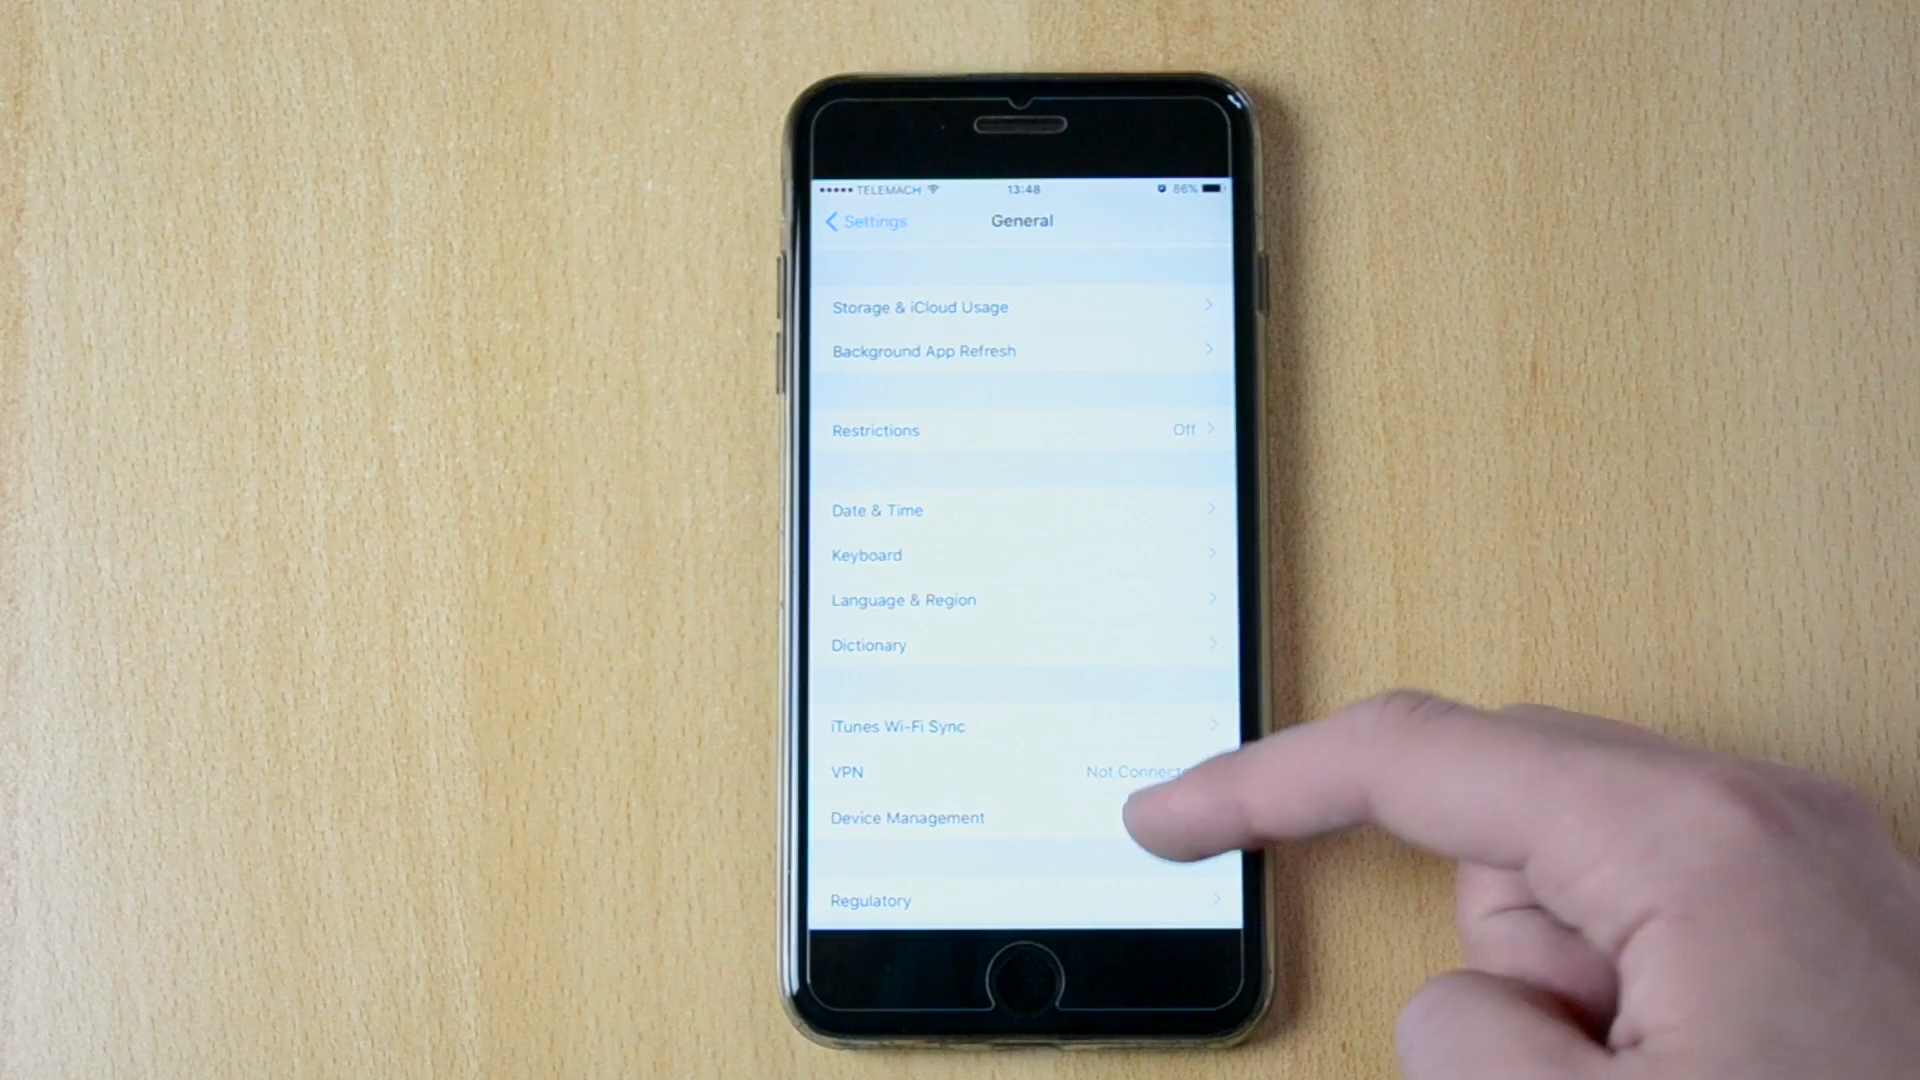 TELEMACH 13:48 86%
Settings General
Storage & iCloud Usage
Background App Refresh
Restrictions Off
Date & Time
Keyboard
Language & Region
Dictionary
iTunes Wi-Fi Sync
VPN Not
Device Management
Regulatory